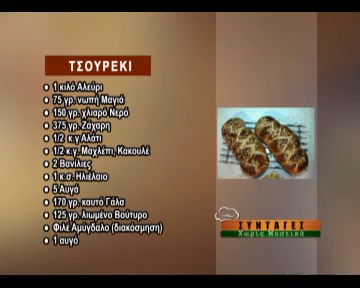 ΤΣΟΥΡΕΚΙ
• 1 κιλό Αλεύρι
• 75 γρ. νωπή Μαγιά
• 150 γρ. χλιαρό Νερό
• 375 γρ. Ζάχαρη
• 1/2 κ.γ Αλάτι
• 1/2 κ.γ. Μαχλέπι, Κακουλέ
• 2 Βανίλιες
• 1 κ.σ. Ηλιέλαιο
• 5 Αυγά
• 170 γρ. καυτό Γάλα
• 125 γρ. λιωμένο Βούτυρο
• Φιλέ Αμύγδαλο (διακόσμηση)
• 1 αυγό
ΣΥΝΤΑΓΕΣ
Χωρίς Μυστικά